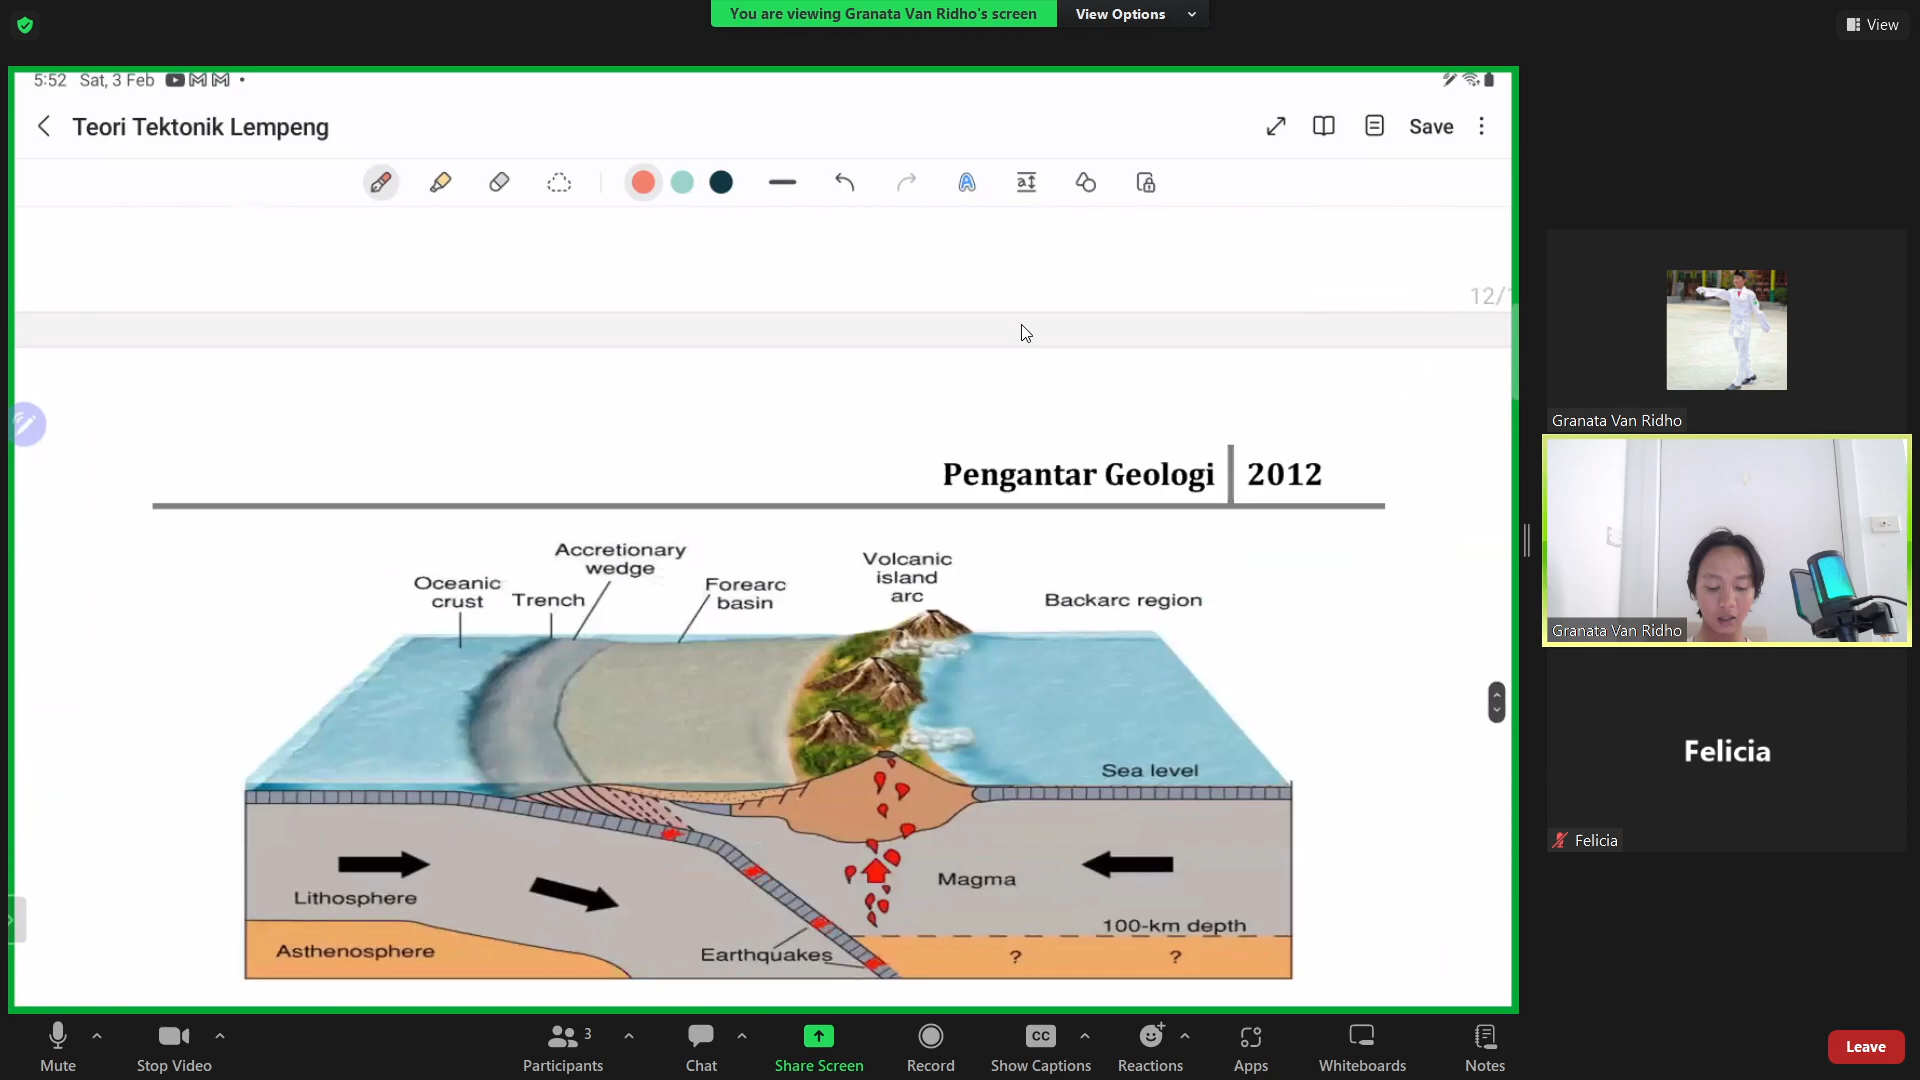 You are viewing Granata Van Ridho's screen
View Options
View
5:52 Sat, 3 Feb
Teori Tektonik Lempeng
Save
12/
Pengantar Geologi 2012
Accretionary
wedge
Oceanic
crust
Trench
Forearc
basin
Volcanic
island
arc
Backarc region
Sea level
Lithosphere
Magma
100-km depth
Asthenosphere
Earthquakes
?
?
Granata Van Ridho
Granata Van Ridho
Felicia
Felicia
Mute
Stop Video
Participants
3
Chat
Share Screen
Record
CC
Show Captions
Reactions
Apps
Whiteboards
Notes
Leave